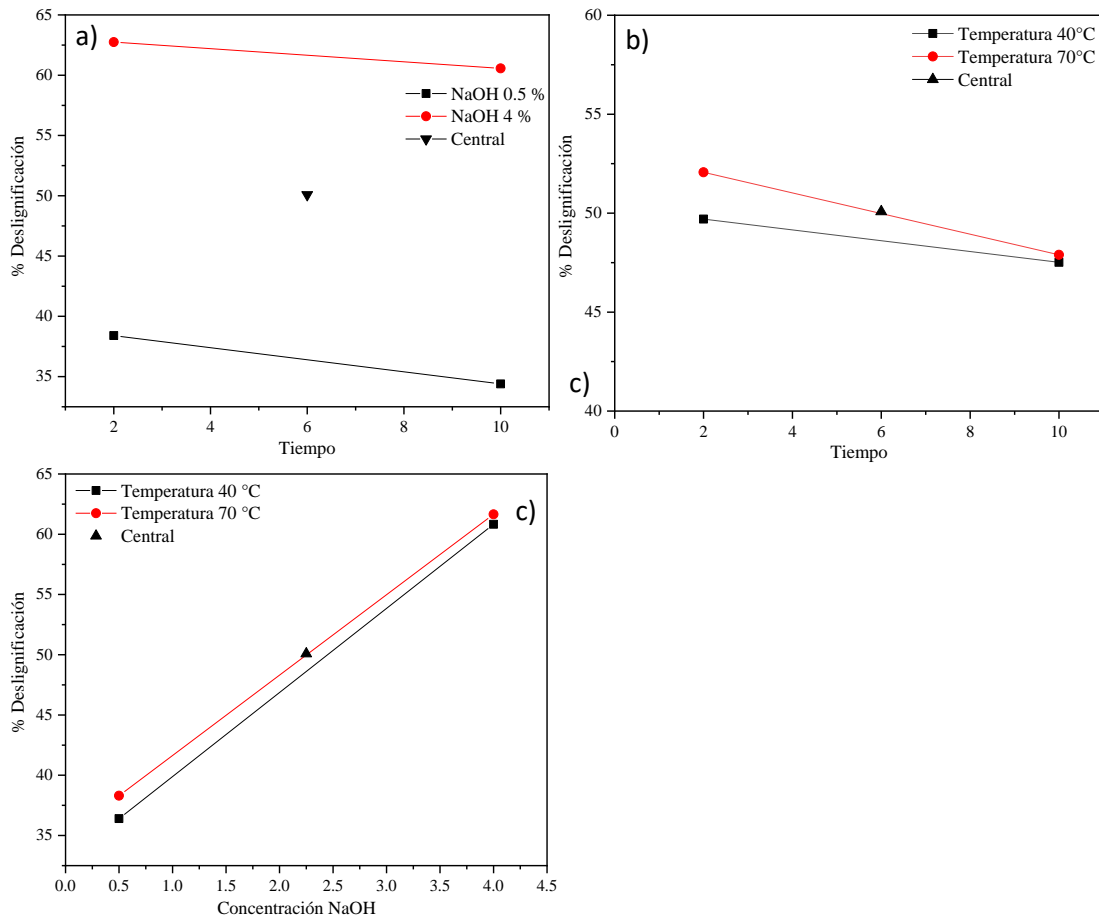 a)
65
60
55
50
45
40
35
% Deslignificación
NaOH 0.5 %
NaOH 4 %
Central
2
4
6
8
10
Tiempo
b)
60
55
50
45
40
% Deslignificación
Temperatura 40°C
Temperatura 70°C
Central
c)
0
2
4
6
8
10
Tiempo
c)
65
60
55
50
45
40
35
% Deslignificación
Temperatura 40 °C
Temperatura 70 °C
Central
0.0
0.5
1.0
1.5
2.0
2.5
3.0
3.5
4.0
4.5
Concentración NaOH